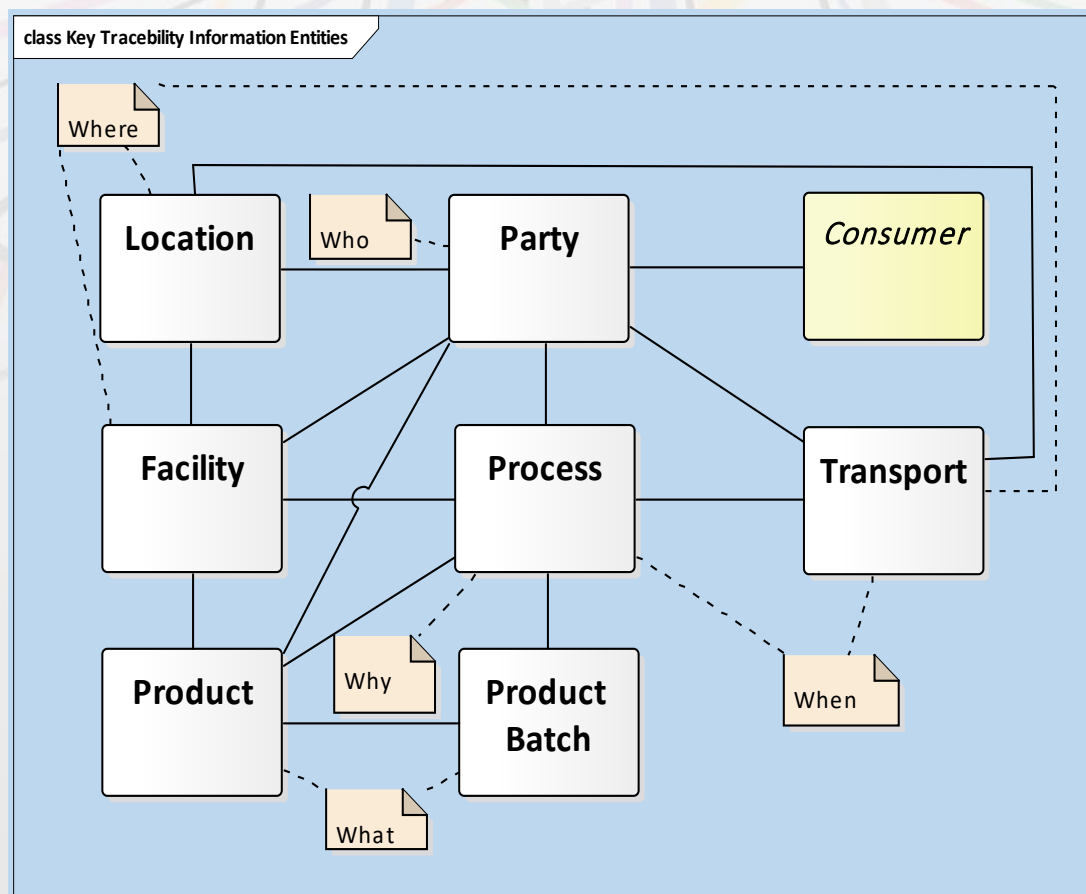 class Key Tracebility Information Entities
Where
Location
Who
Party
Consumer
Facility
Process
Transport
Product
Why
Product
Batch
When
What